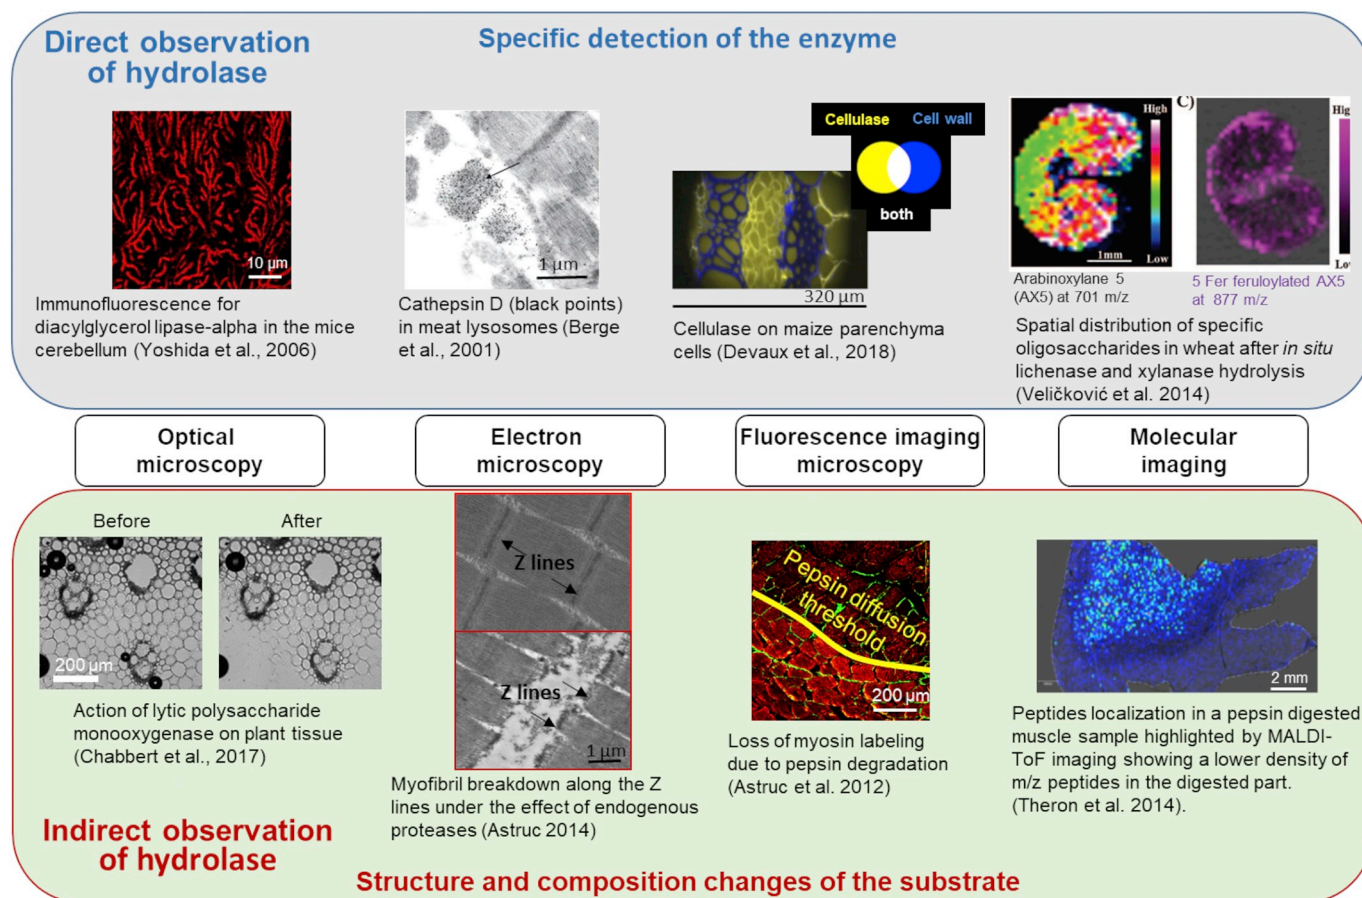 Direct observation
of hydrolase
Specific detection of the enzyme
10 µm
Immunofluorescence for
diacylglycerol lipase-alpha in the mice
cerebellum (Yoshida et al., 2006)
1 µm
Cathepsin D (black points)
in meat lysosomes (Berge
et al., 2001)
Cellulase Cell wall
both
320 µm
Cellulase on maize parenchyma
cells (Devaux et al., 2018)
High
Low
1mm
Arabinoxylane 5
(AX5) at 701 m/z
C)
Hig
Lo
5 Fer feruloylated AX5
at 877 m/z
Spatial distribution of specific
oligosaccharides in wheat after in situ
lichenase and xylanase hydrolysis
(Veličković et al. 2014)
Optical
microscopy
Electron
microscopy
Fluorescence imaging
microscopy
Molecular
imaging
Before
After
200 µm
Action of lytic polysaccharide
monooxygenase on plant tissue
(Chabbert et al., 2017)
Z lines
Z lines
1 µm
Myofibril breakdown along the Z
lines under the effect of endogenous
proteases (Astruc 2014)
Pepsin diffusion
threshold
200 µm
Loss of myosin labeling
due to pepsin degradation
(Astruc et al. 2012)
2 mm
Peptides localization in a pepsin digested
muscle sample highlighted by MALDI-
ToF imaging showing a lower density of
m/z peptides in the digested part.
(Theron et al. 2014).
Indirect observation
of hydrolase
Structure and composition changes of the substrate